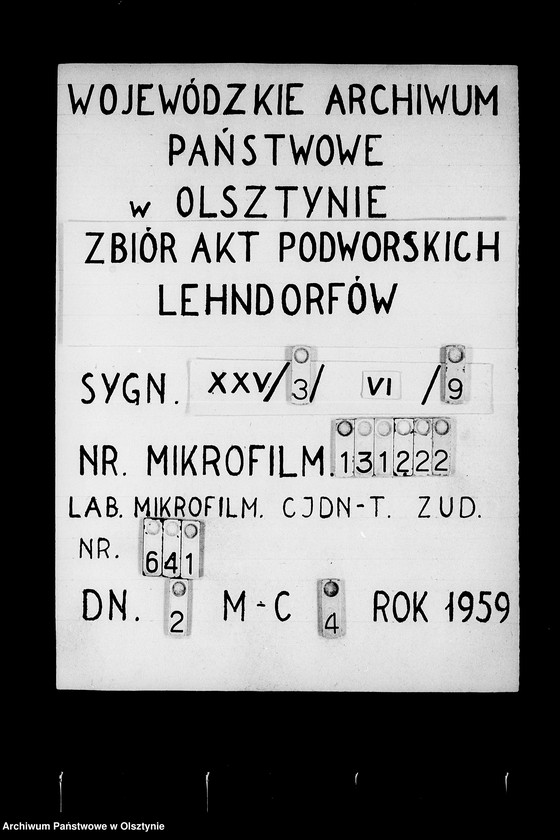 WOJEWÓDZKIE ARCHIWUM
PAŃSTWOWE
w OLSZTYNIE
ZBIÓR AKT PODWORSKICH
LEHNDORFÓW
SYGN. XXV/3/ VI /9
NR. MIKROFILM. 131222
LAB. MIKROFILM. CJDN-T. ZUD.
NR. 641
DN. 2 M-C 4 ROK 1959
Archiwum Państwowe w Olsztynie